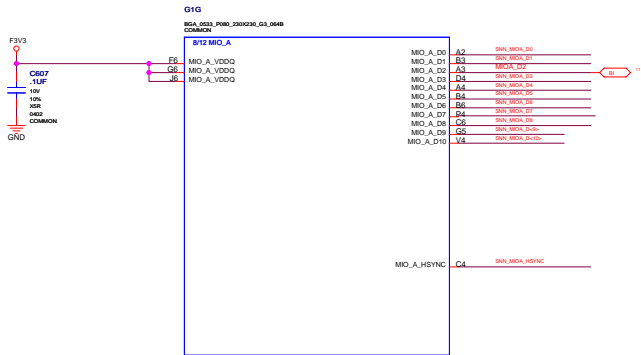 G1G
BGA_0533_P080_230X230_G3_064B
COMMON
8/12 MIO_A
F3V3
C607
.1UF
10V
10%
X5R
0402
COMMON
GND
F6 MIO_A_VDDQ
G6 MIO_A_VDDQ
J6 MIO_A_VDDQ
MIO_A_D0 A2 SNN_MIOA_D0
MIO_A_D1 B3 SNN_MIOA_D1
MIO_A_D2 A3 MIOA_D2 BI
MIO_A_D3 D4 SNN_MIOA_D3
MIO_A_D4 A4 SNN_MIOA_D4
MIO_A_D5 B4 SNN_MIOA_D5
MIO_A_D6 B6 SNN_MIOA_D6
MIO_A_D7 P4 SNN_MIOA_D7
MIO_A_D8 C6 SNN_MIOA_D8
MIO_A_D9 G5 SNN_MIOA_D<9>
MIO_A_D10 V4 SNN_MIOA_D<10>
MIO_A_HSYNC C4 SNN_MIOA_HSYNC